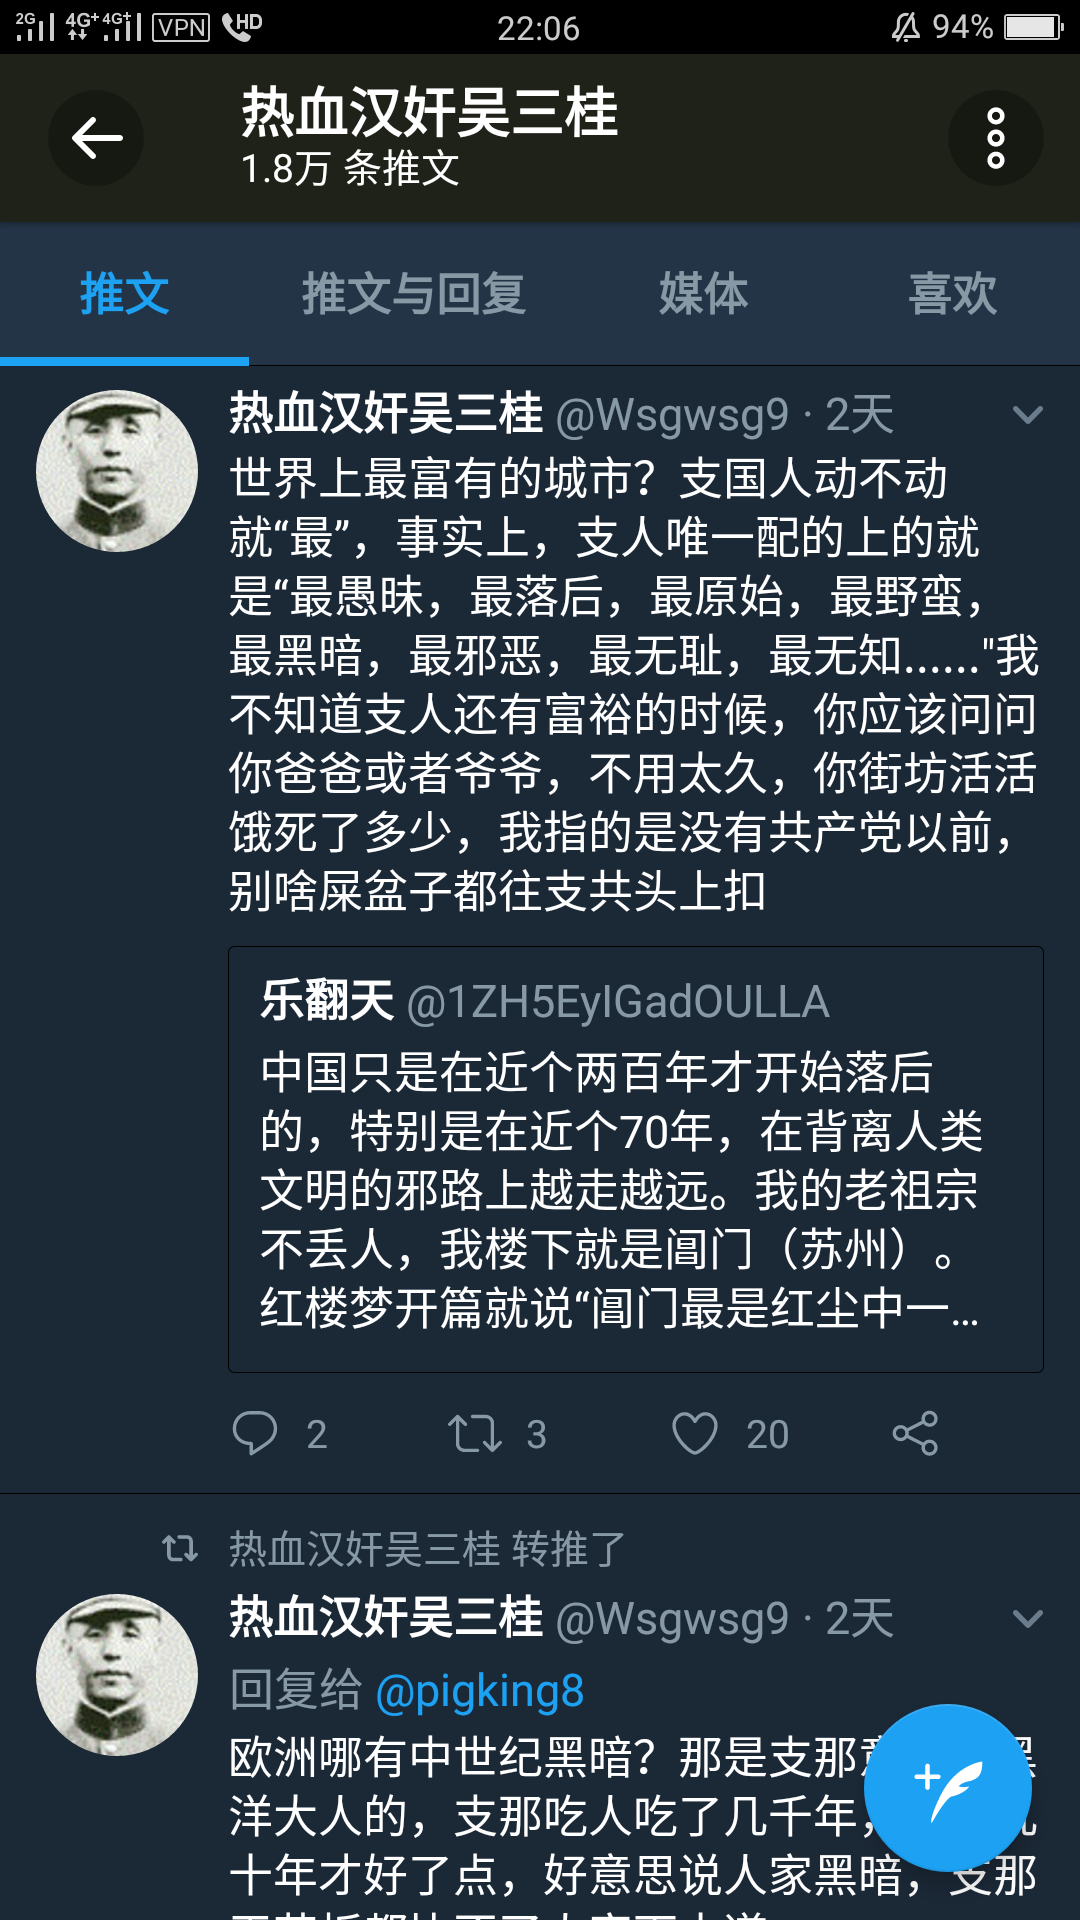 2G 4G+ 4G+ VPN HD 22:06 94%
热血汉奸吴三桂
1.8万 条推文
推文 推文与回复 媒体 喜欢
热血汉奸吴三桂 @Wsgwsg9 · 2天
世界上最富有的城市？支国人动不动
就“最”，事实上，支人唯一配的上的就
是“最愚昧，最落后，最原始，最野蛮，
最黑暗，最邪恶，最无耻，最无知......"我
不知道支人还有富裕的时候，你应该问问
你爸爸或者爷爷，不用太久，你街坊活活
饿死了多少，我指的是没有共产党以前，
别啥屎盆子都往支共头上扣
乐翻天 @1ZH5EyIGadOULLA
中国只是在近个两百年才开始落后
的，特别是在近个70年，在背离人类
文明的邪路上越走越远。我的老祖宗
不丢人，我楼下就是阊门（苏州）。
红楼梦开篇就说“阊门最是红尘中一...
2 3 20
热血汉奸吴三桂 转推了
热血汉奸吴三桂 @Wsgwsg9 · 2天
回复给 @pigking8
欧洲哪有中世纪黑暗？那是支那
洋大人的，支那吃人吃了几千年，
十年才好了点，好意思说人家黑暗，支那